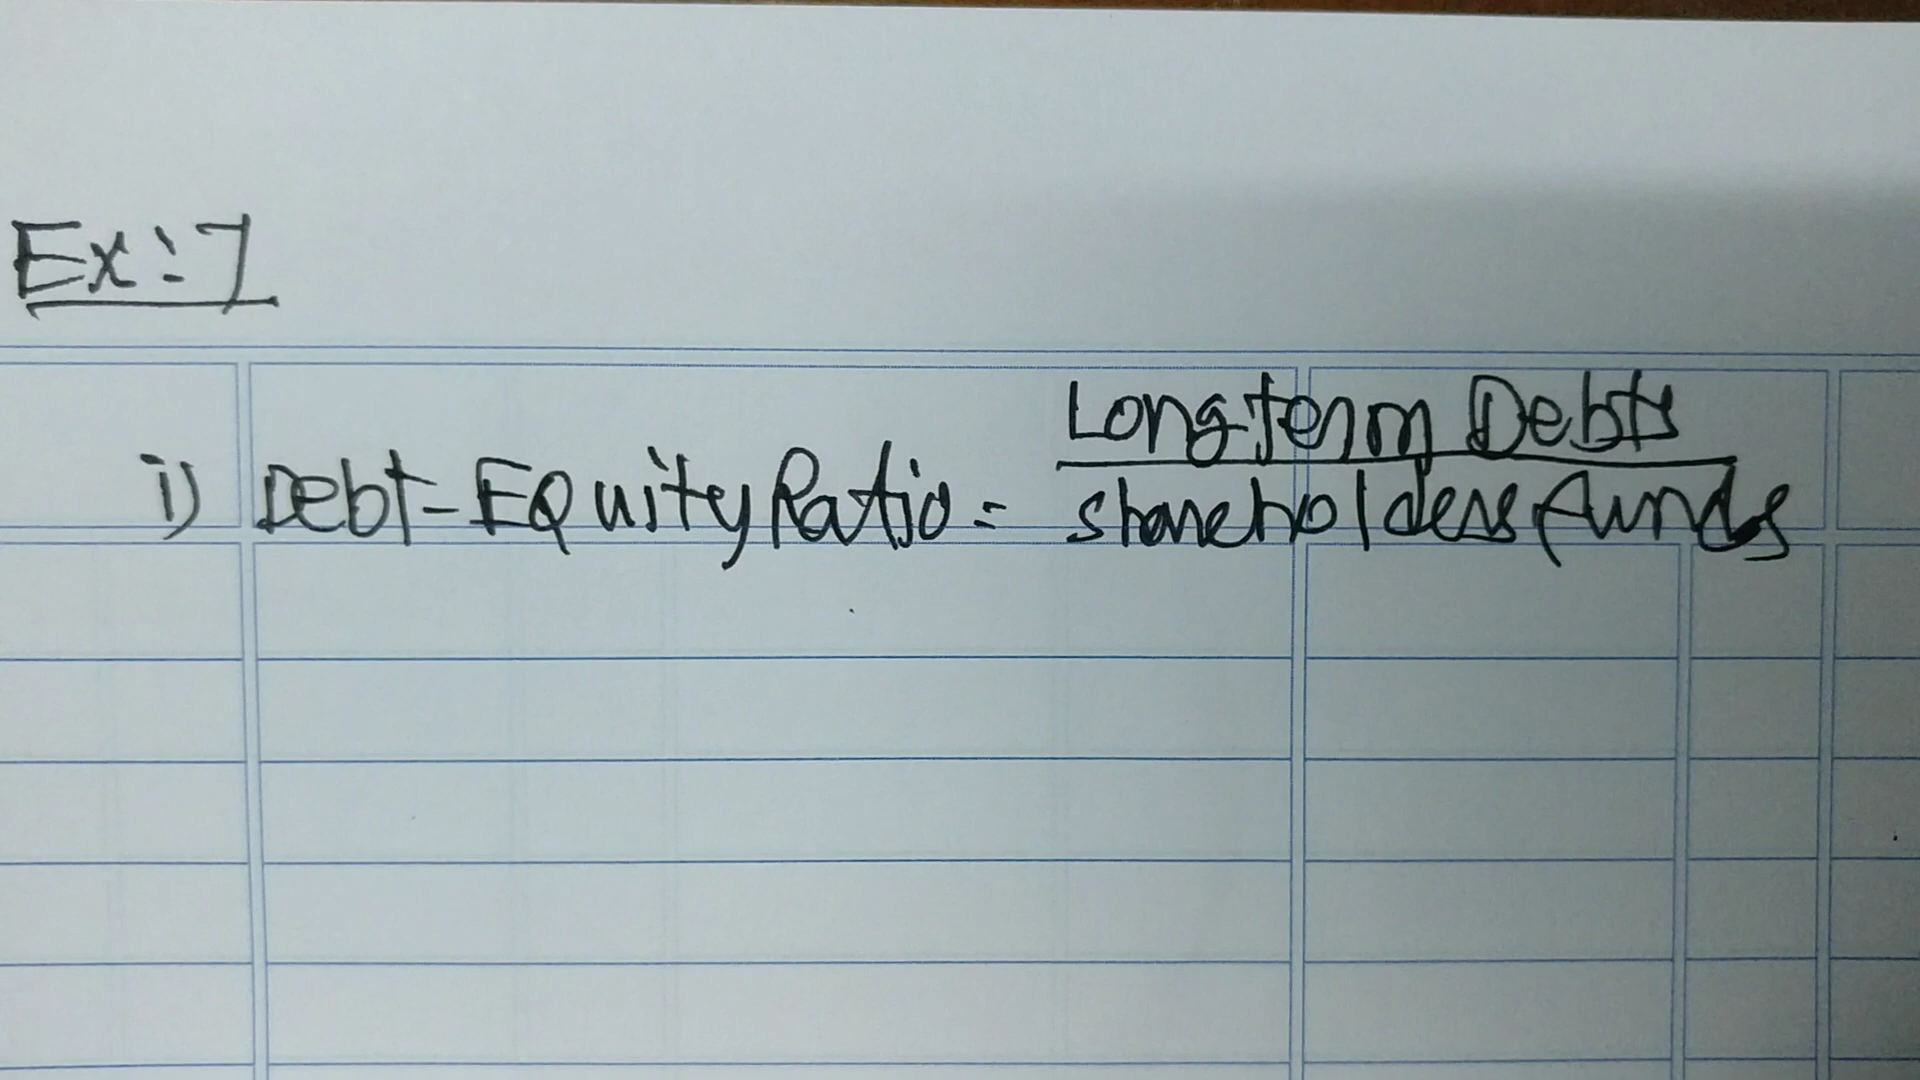 Ex: 7
Long term Debts
i) Debt-Equity Ratio = 
Shareholders funds